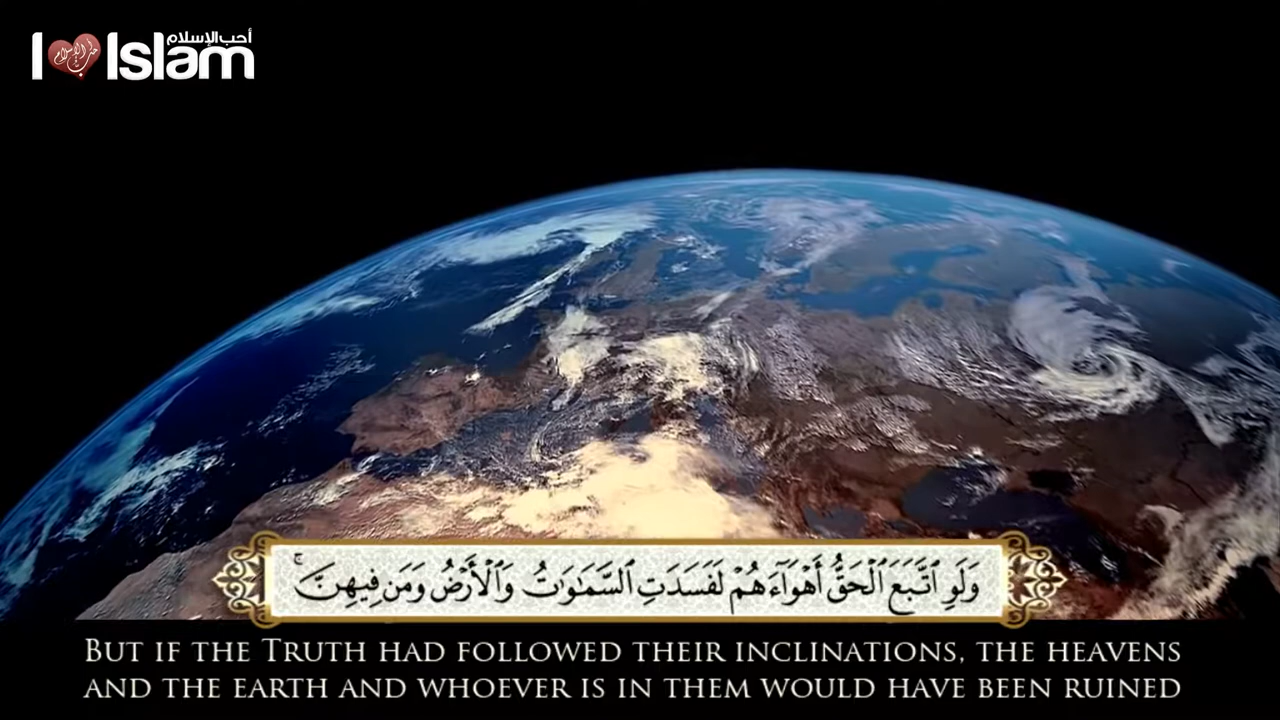 I Islam
أحب الإسلام
وَلَوِ ٱتَّبَعَ ٱلْحَقُّ أَهْوَآءَهُمْ لَفَسَدَتِ ٱلسَّمَٰوَٰتُ وَٱلْأَرْضُ وَمَن فِيهِنَّ ۚ
BUT IF THE TRUTH HAD FOLLOWED THEIR INCLINATIONS, THE HEAVENS
AND THE EARTH AND WHOEVER IS IN THEM WOULD HAVE BEEN RUINED